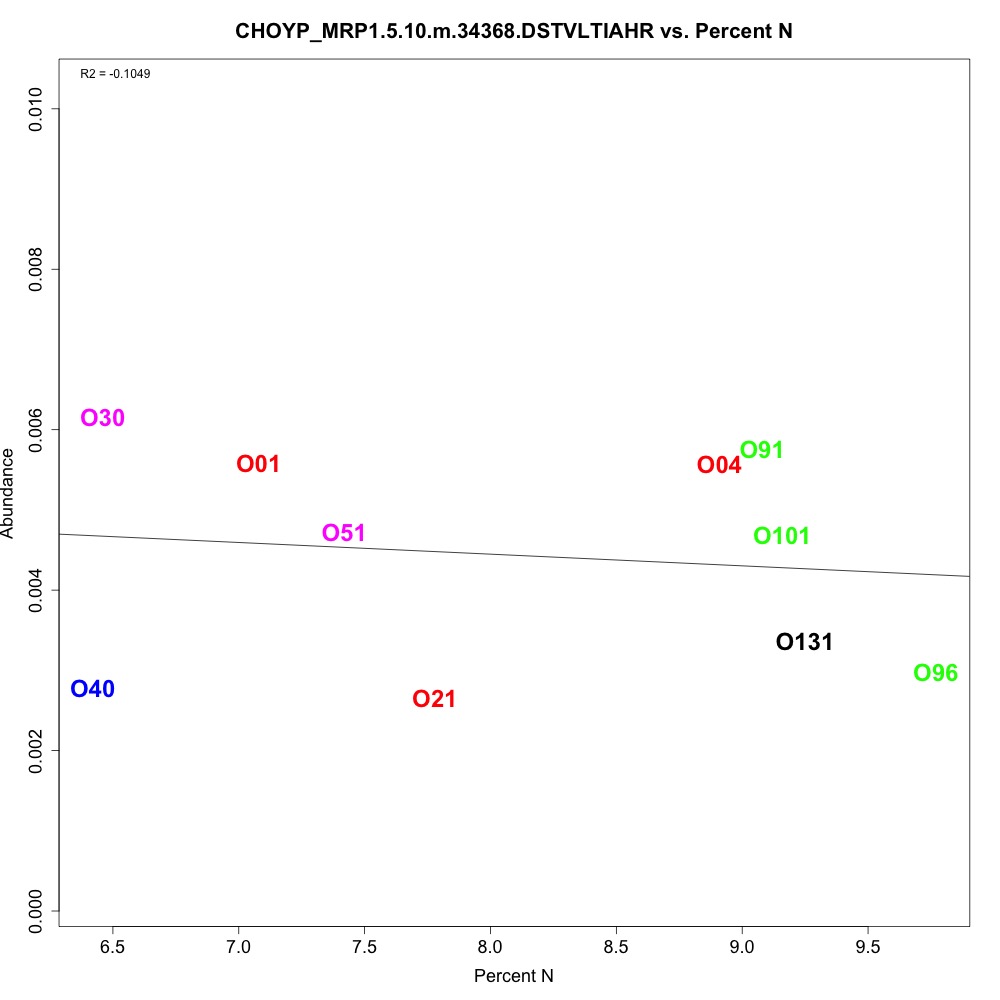 CHOYP_MRP1.5.10.m.34368.DSTVLTIAHR vs. Percent N
R2 = -0.1049
0.010
0.008
0.006
0.004
0.002
0.000
Abundance
O30
O01
O51
O04
O91
O101
O131
O96
O40
O21
6.5 7.0 7.5 8.0 8.5 9.0 9.5
Percent N